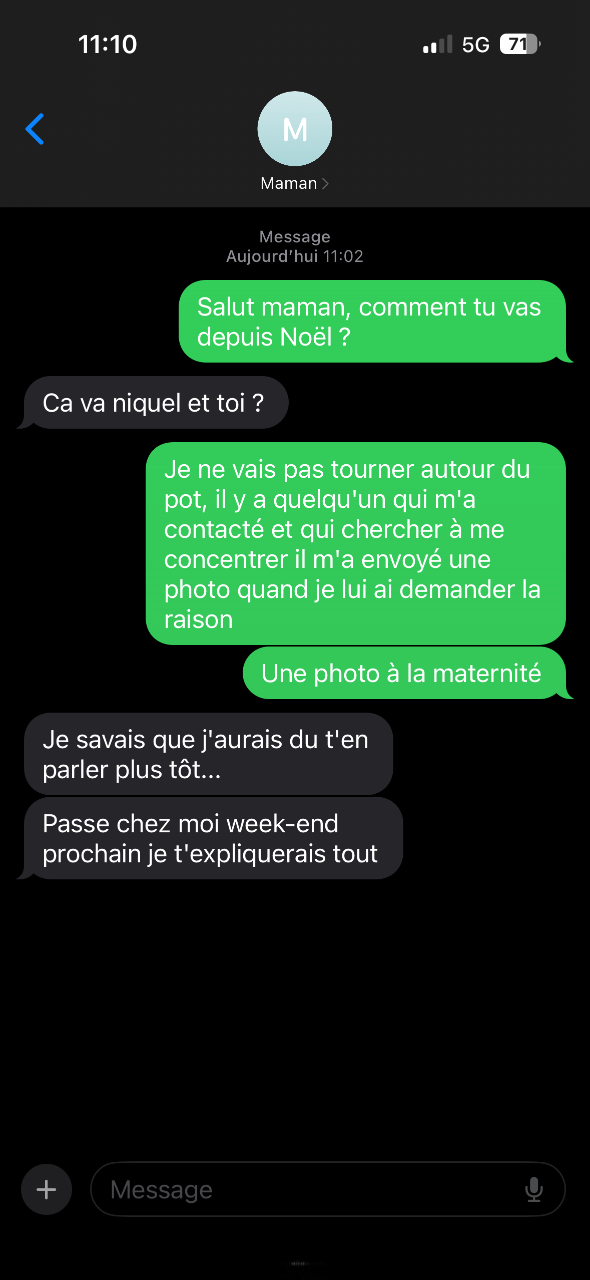 11:10
5G
71
M
Maman
Message
Aujourd'hui 11:02
Salut maman, comment tu vas
depuis Noël ?
Ca va niquel et toi ?
Je ne vais pas tourner autour du
pot, il y a quelqu'un qui m'a
contacté et qui chercher à me
concentrer il m'a envoyé une
photo quand je lui ai demander la
raison
Une photo à la maternité
Je savais que j'aurais du t'en
parler plus tôt...
Passe chez moi week-end
prochain je t'expliquerais tout
Message